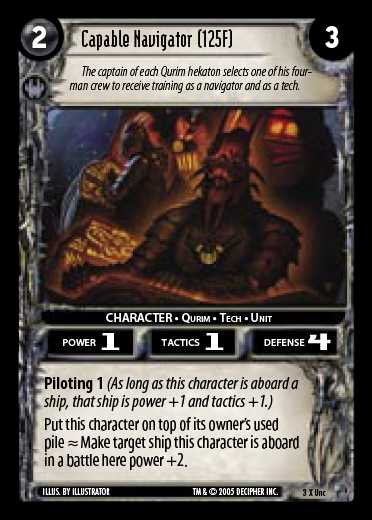 2 Capable Navigator (125F) 3
The captain of each Qurim hekaton selects one of his four-
man crew to receive training as a navigator and as a tech.
CHARACTER • QURIM • TECH • UNIT
POWER 1 TACTICS 1 DEFENSE 4
Piloting 1 (As long as this character is aboard a
ship, that ship is power +1 and tactics +1.)
Put this character on top of its owner's used
pile ≈ Make target ship this character is aboard
in a battle here power +2.
ILLUS. BY ILLUSTRATOR TM & © 2005 DECIPHER INC. 3 X Unc